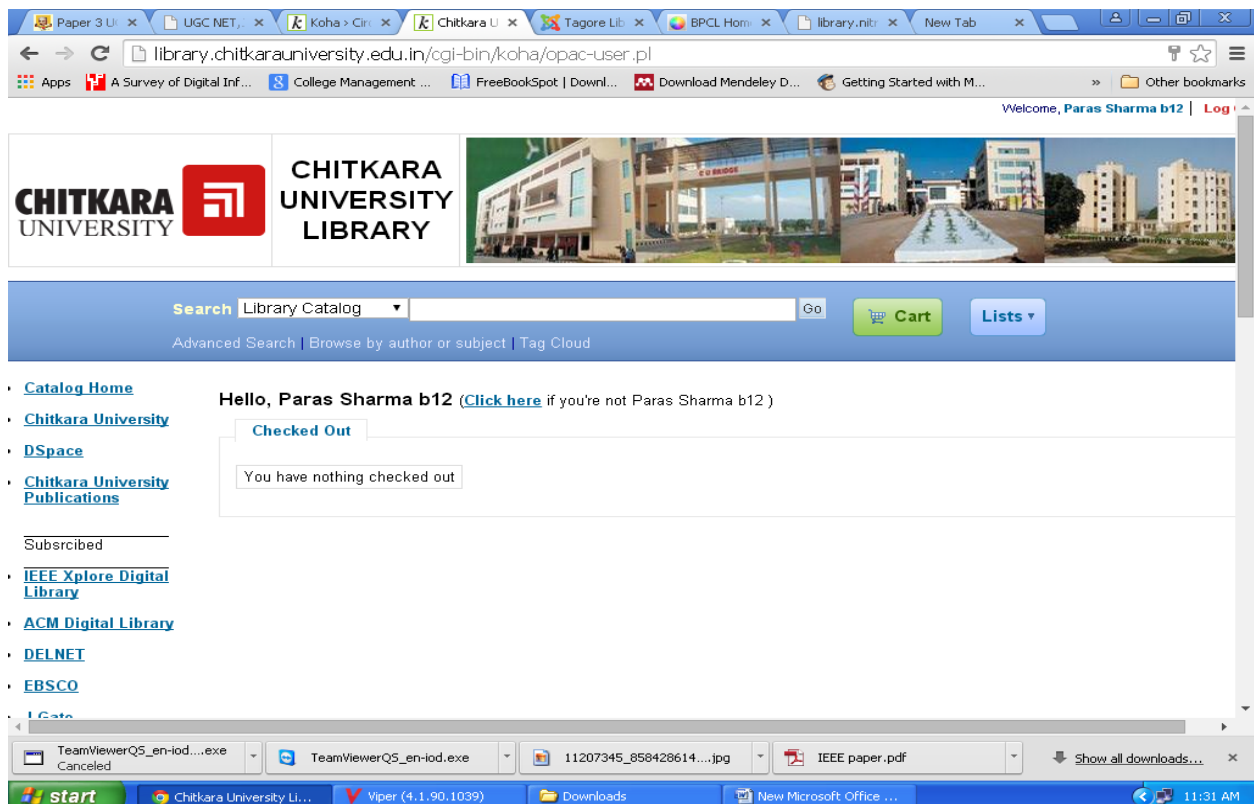 Paper 3 U
UGC NET,
Koha › Circ
Chitkara U
Tagore Lib
BPCL Hom
library.nitr
New Tab
library.chitkarauniversity.edu.in/cgi-bin/koha/opac-user.pl
Apps A Survey of Digital Inf... College Management ... FreeBookSpot | Downl... Download Mendeley D... Getting Started with M... » Other bookmarks
Welcome, Paras Sharma b12 | Log
CHITKARA
UNIVERSITY
CHITKARA
UNIVERSITY
LIBRARY
C U BRIDGE
Search Library Catalog Go Cart Lists
Advanced Search | Browse by author or subject | Tag Cloud
Catalog Home
Chitkara University
DSpace
Chitkara University
Publications
Subsrcibed
IEEE Xplore Digital
Library
ACM Digital Library
DELNET
EBSCO
J Gate
Hello, Paras Sharma b12 (Click here if you're not Paras Sharma b12 )
Checked Out
You have nothing checked out
TeamViewerQS_en-iod....exe
Canceled
TeamViewerQS_en-iod.exe
11207345_858428614....jpg
IEEE paper.pdf
Show all downloads...
start Chitkara University Li... Viper (4.1.90.1039) Downloads New Microsoft Office ... 11:31 AM